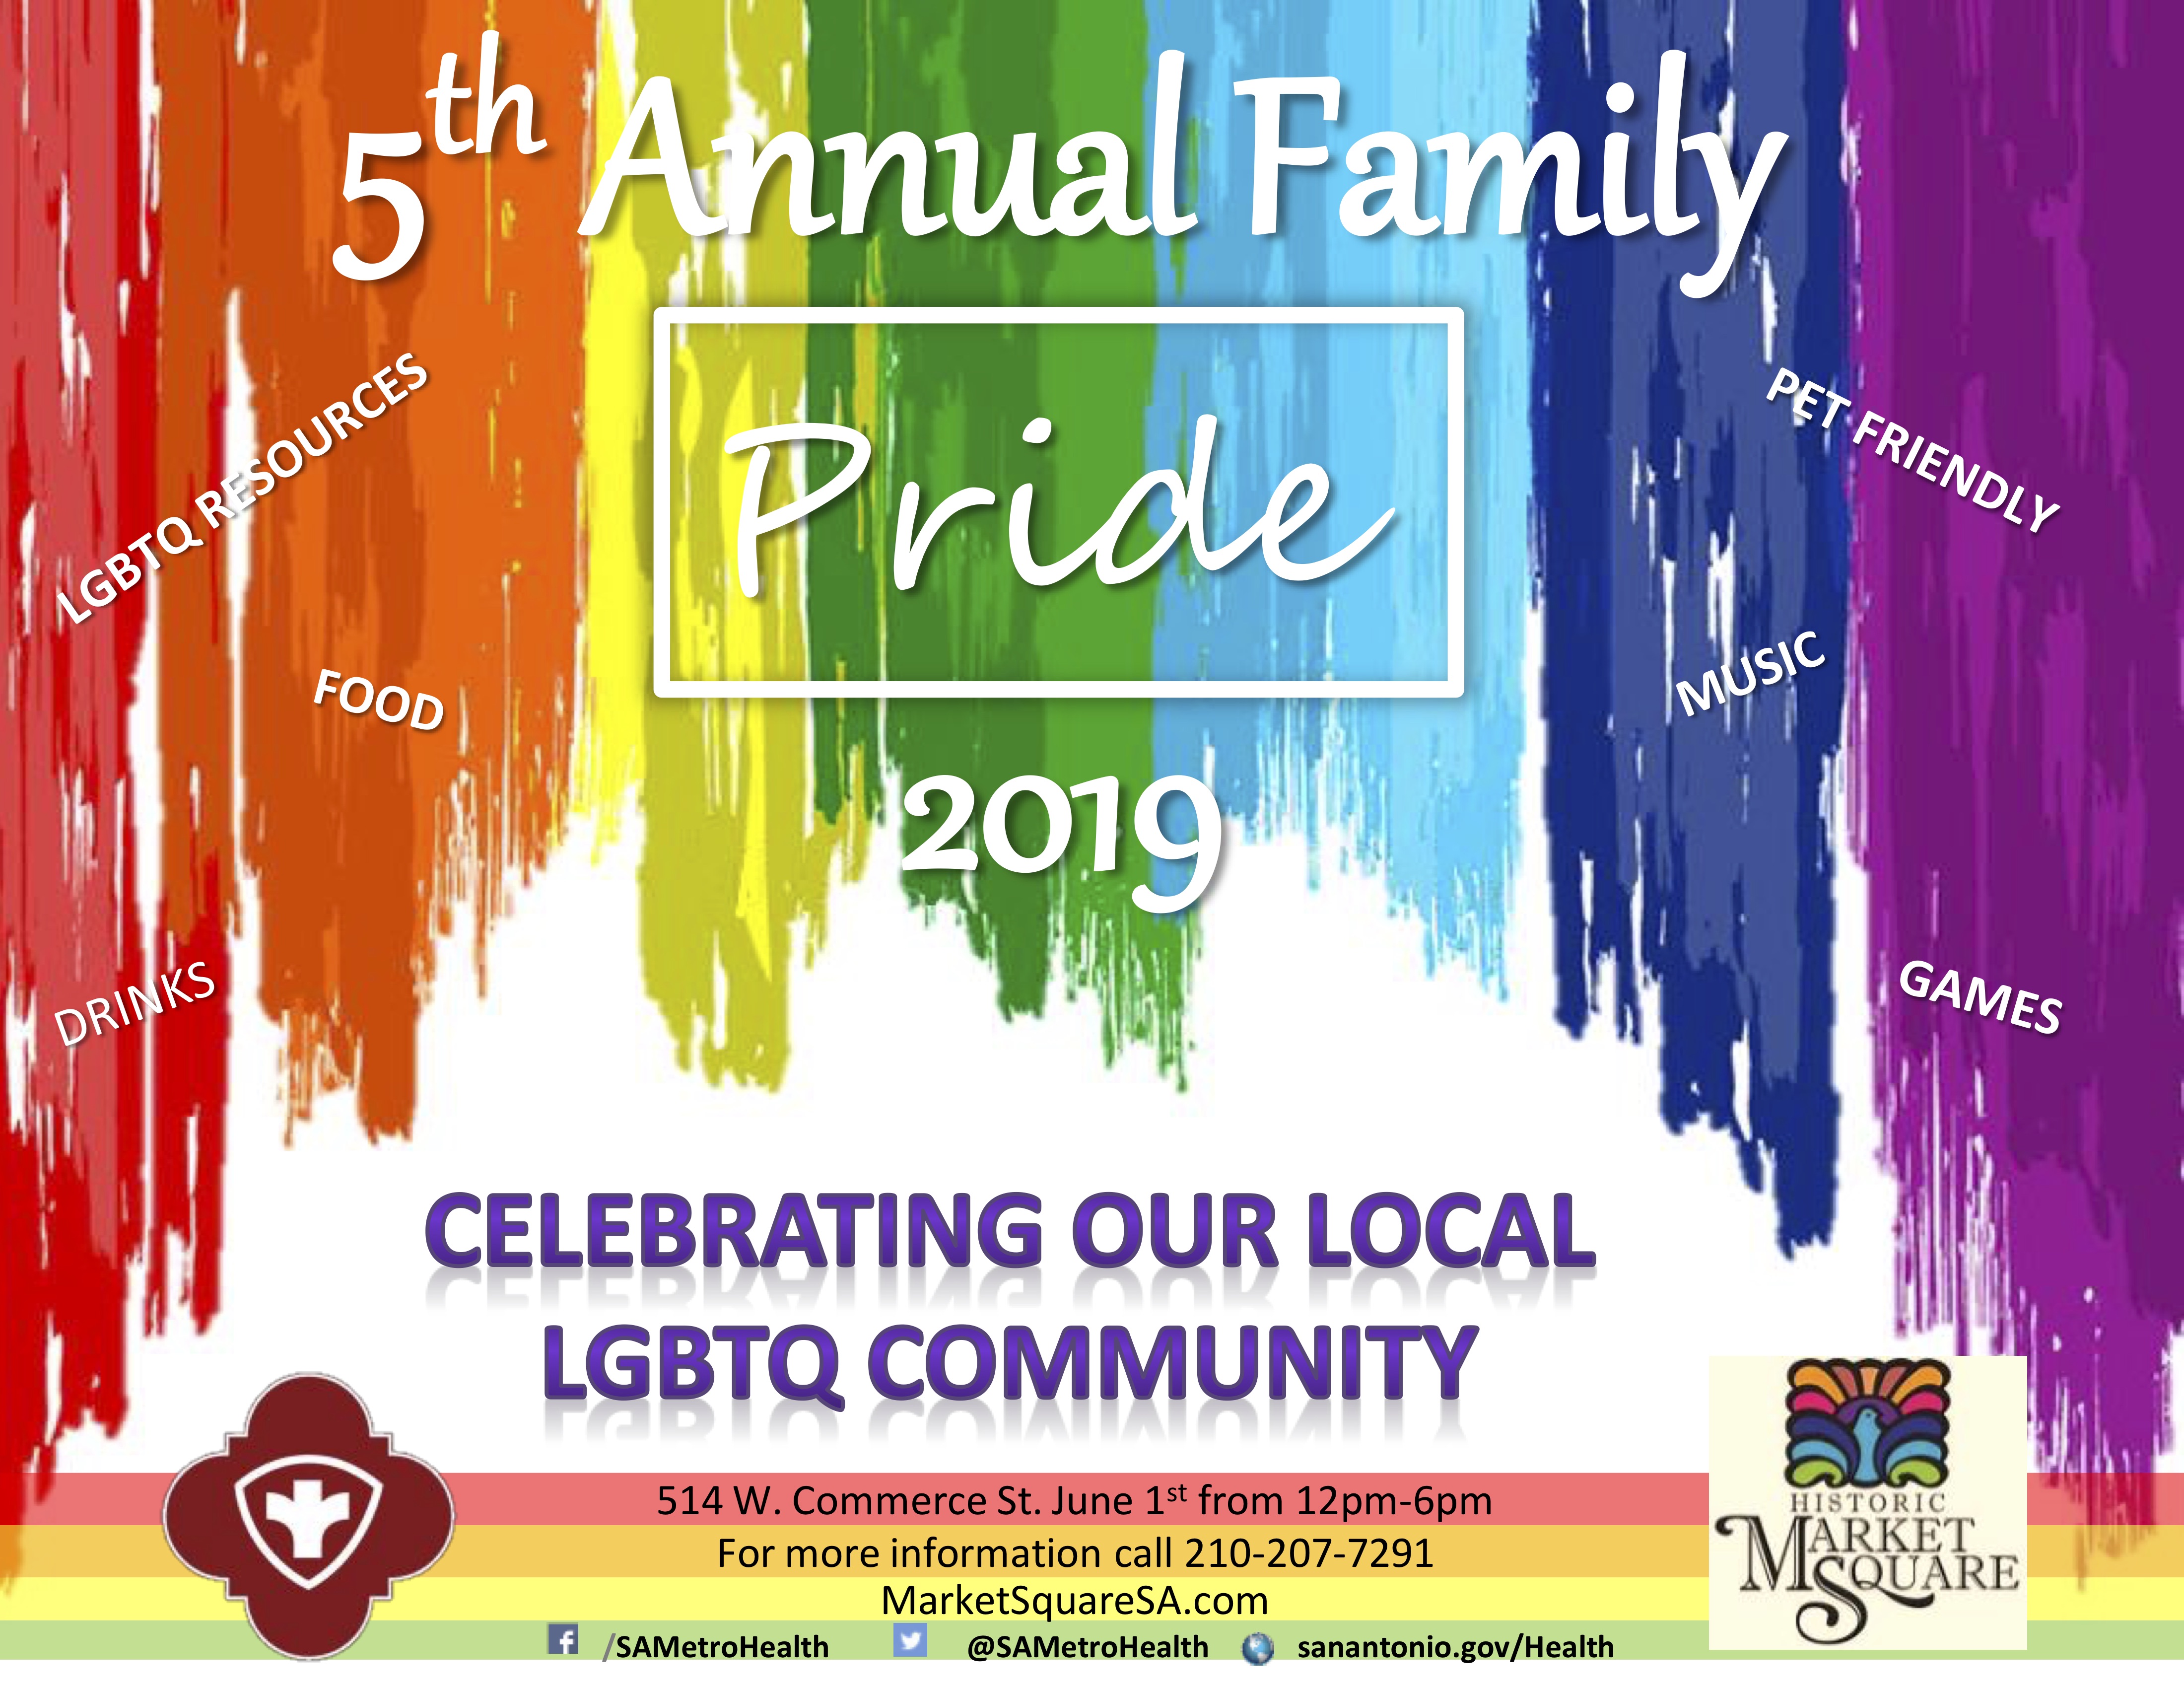 5th Annual Family
Pride
2019
LGBTQ RESOURCES
PET FRIENDLY
FOOD
MUSIC
DRINKS
GAMES
CELEBRATING OUR LOCAL
LGBTQ COMMUNITY
514 W. Commerce St. June 1st from 12pm-6pm
For more information call 210-207-7291
MarketSquareSA.com
/SAMetroHealth @SAMetroHealth sanantonio.gov/Health
HISTORIC
MARKET
SQUARE